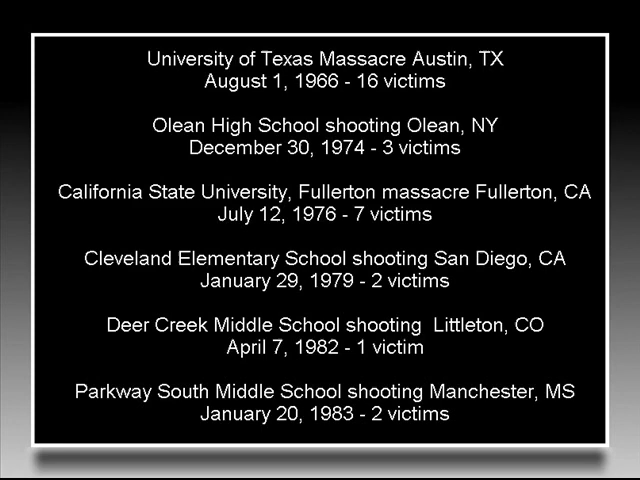 University of Texas Massacre Austin, TX
August 1, 1966 - 16 victims
Olean High School shooting Olean, NY
December 30, 1974 - 3 victims
California State University, Fullerton massacre Fullerton, CA
July 12, 1976 - 7 victims
Cleveland Elementary School shooting San Diego, CA
January 29, 1979 - 2 victims
Deer Creek Middle School shooting  Littleton, CO
April 7, 1982 - 1 victim
Parkway South Middle School shooting Manchester, MS
January 20, 1983 - 2 victims